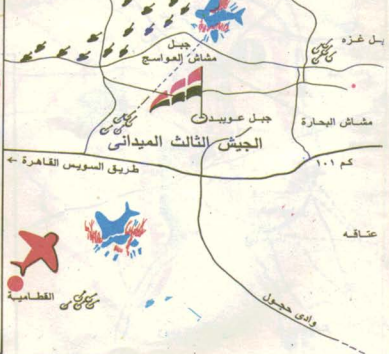 جبل
مشاش العواسج
بل غزه
جبل عويبد
مشاش البحارة
الجيش الثالث الميدانى
كم ١٠١
طريق السويس القاهرة ←
عتاقه
القطامية
وادى حجول